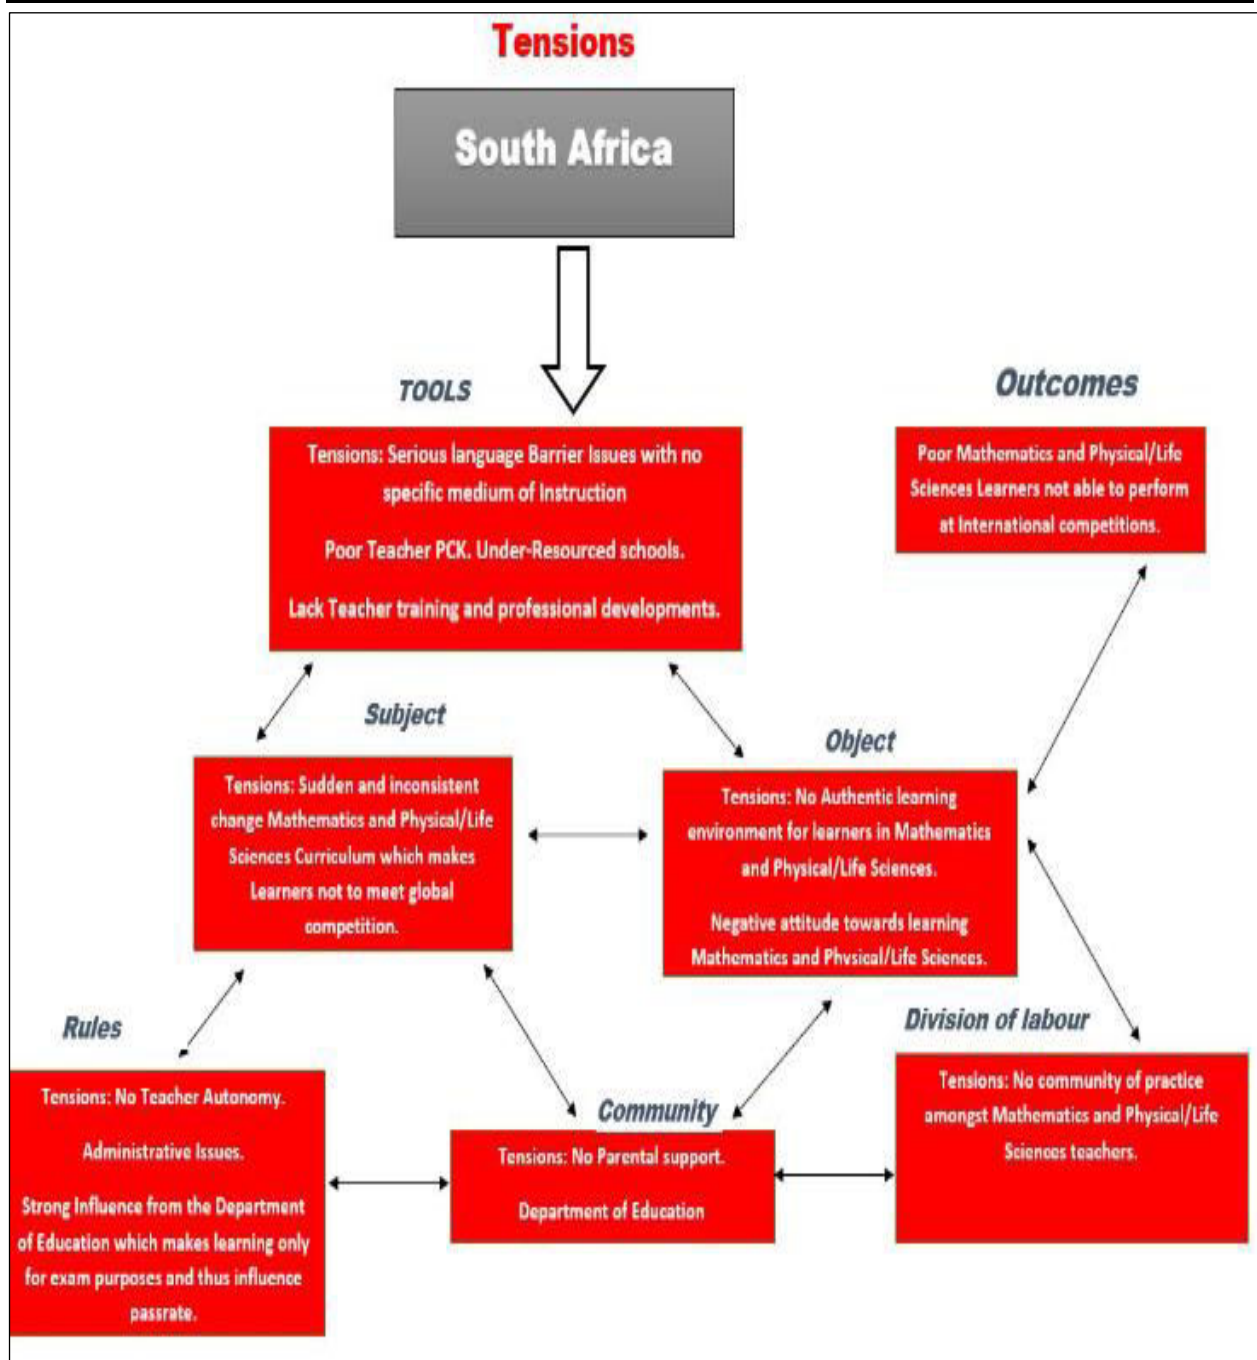 Tensions
South Africa
TOOLS
Tensions: Serious language Barrier Issues with no
specific medium of Instruction
Poor Teacher PCK. Under-Resourced schools.
Lack Teacher training and professional developments.
Outcomes
Poor Mathematics and Physical/Life
Sciences Learners not able to perform
at International competitions.
Subject
Tensions: Sudden and inconsistent
change Mathematics and Physical/Life
Sciences Curriculum which makes
Learners not to meet global
competition.
Object
Tensions: No Authentic learning
environment for learners in Mathematics
and Physical/Life Sciences.
Negative attitude towards learning
Mathematics and Physical/Life Sciences.
Rules
Tensions: No Teacher Autonomy.
Administrative Issues.
Strong Influence from the Department
of Education which makes learning only
for exam purposes and thus influence
passrate.
Community
Tensions: No Parental support.
Department of Education
Division of labour
Tensions: No community of practice
amongst Mathematics and Physical/Life
Sciences teachers.